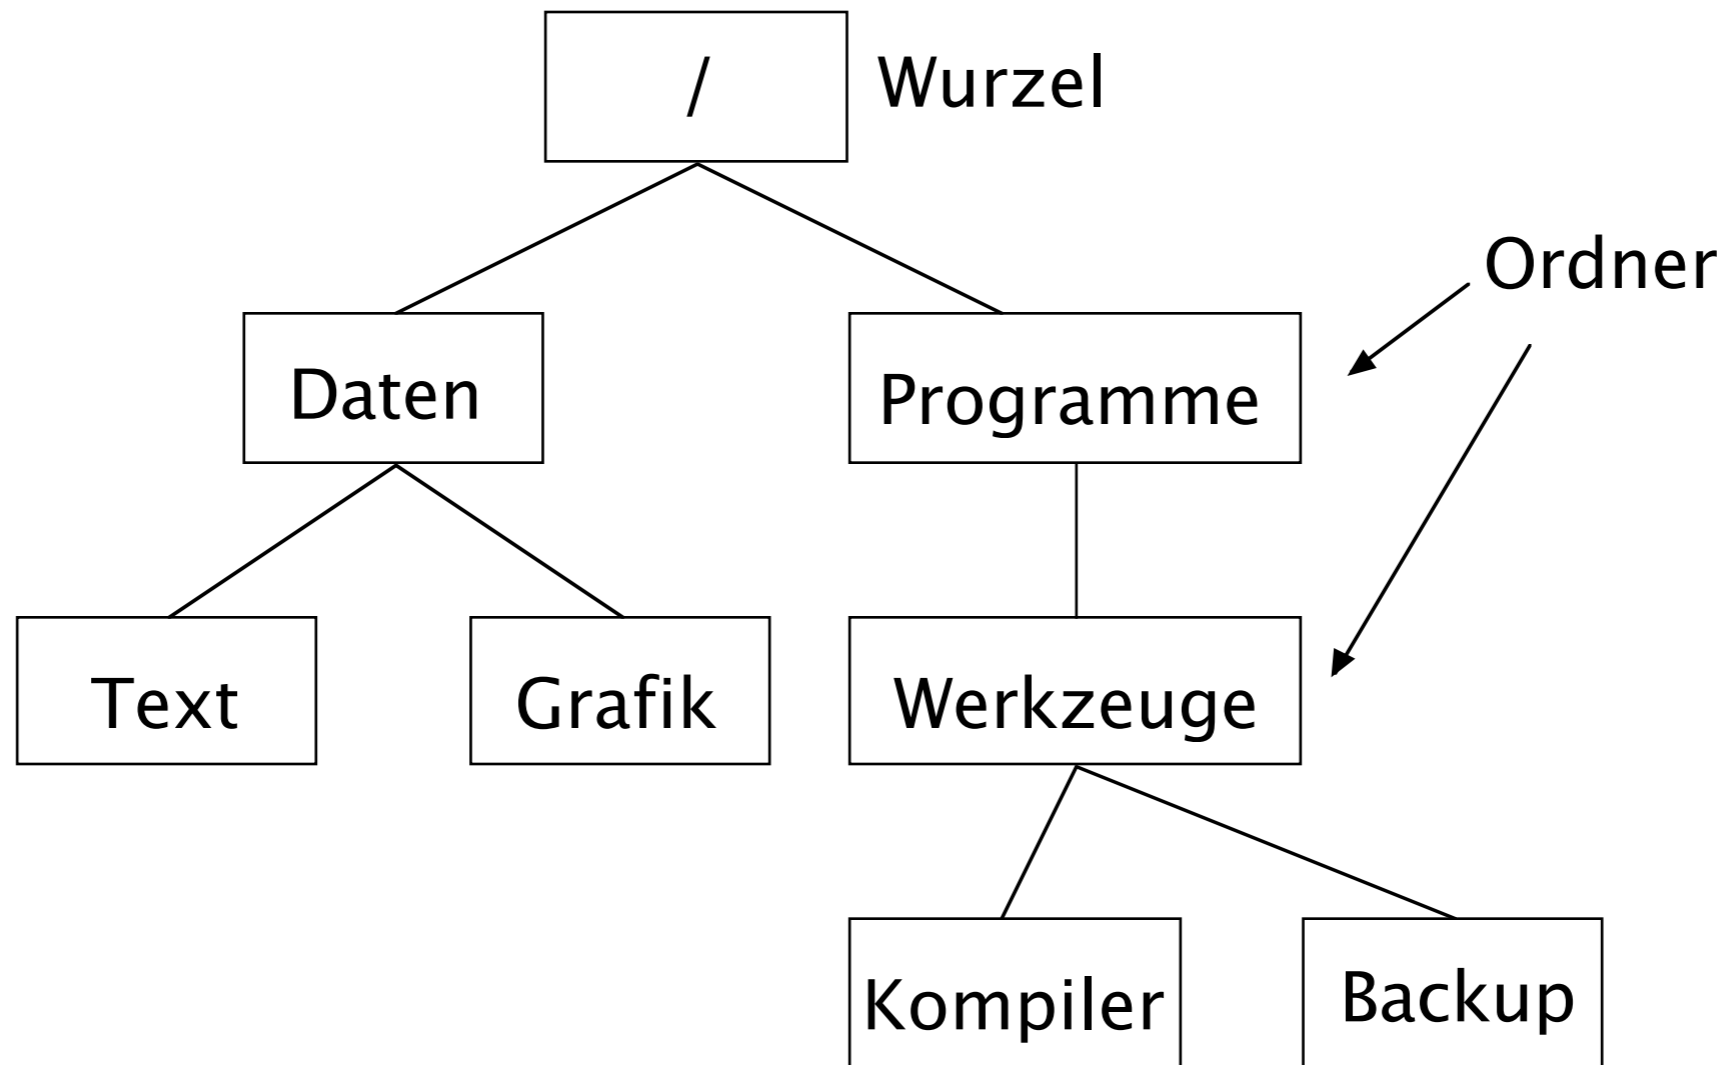 /
Wurzel
Ordner
Daten
Programme
Text
Grafik
Werkzeuge
Kompiler
Backup